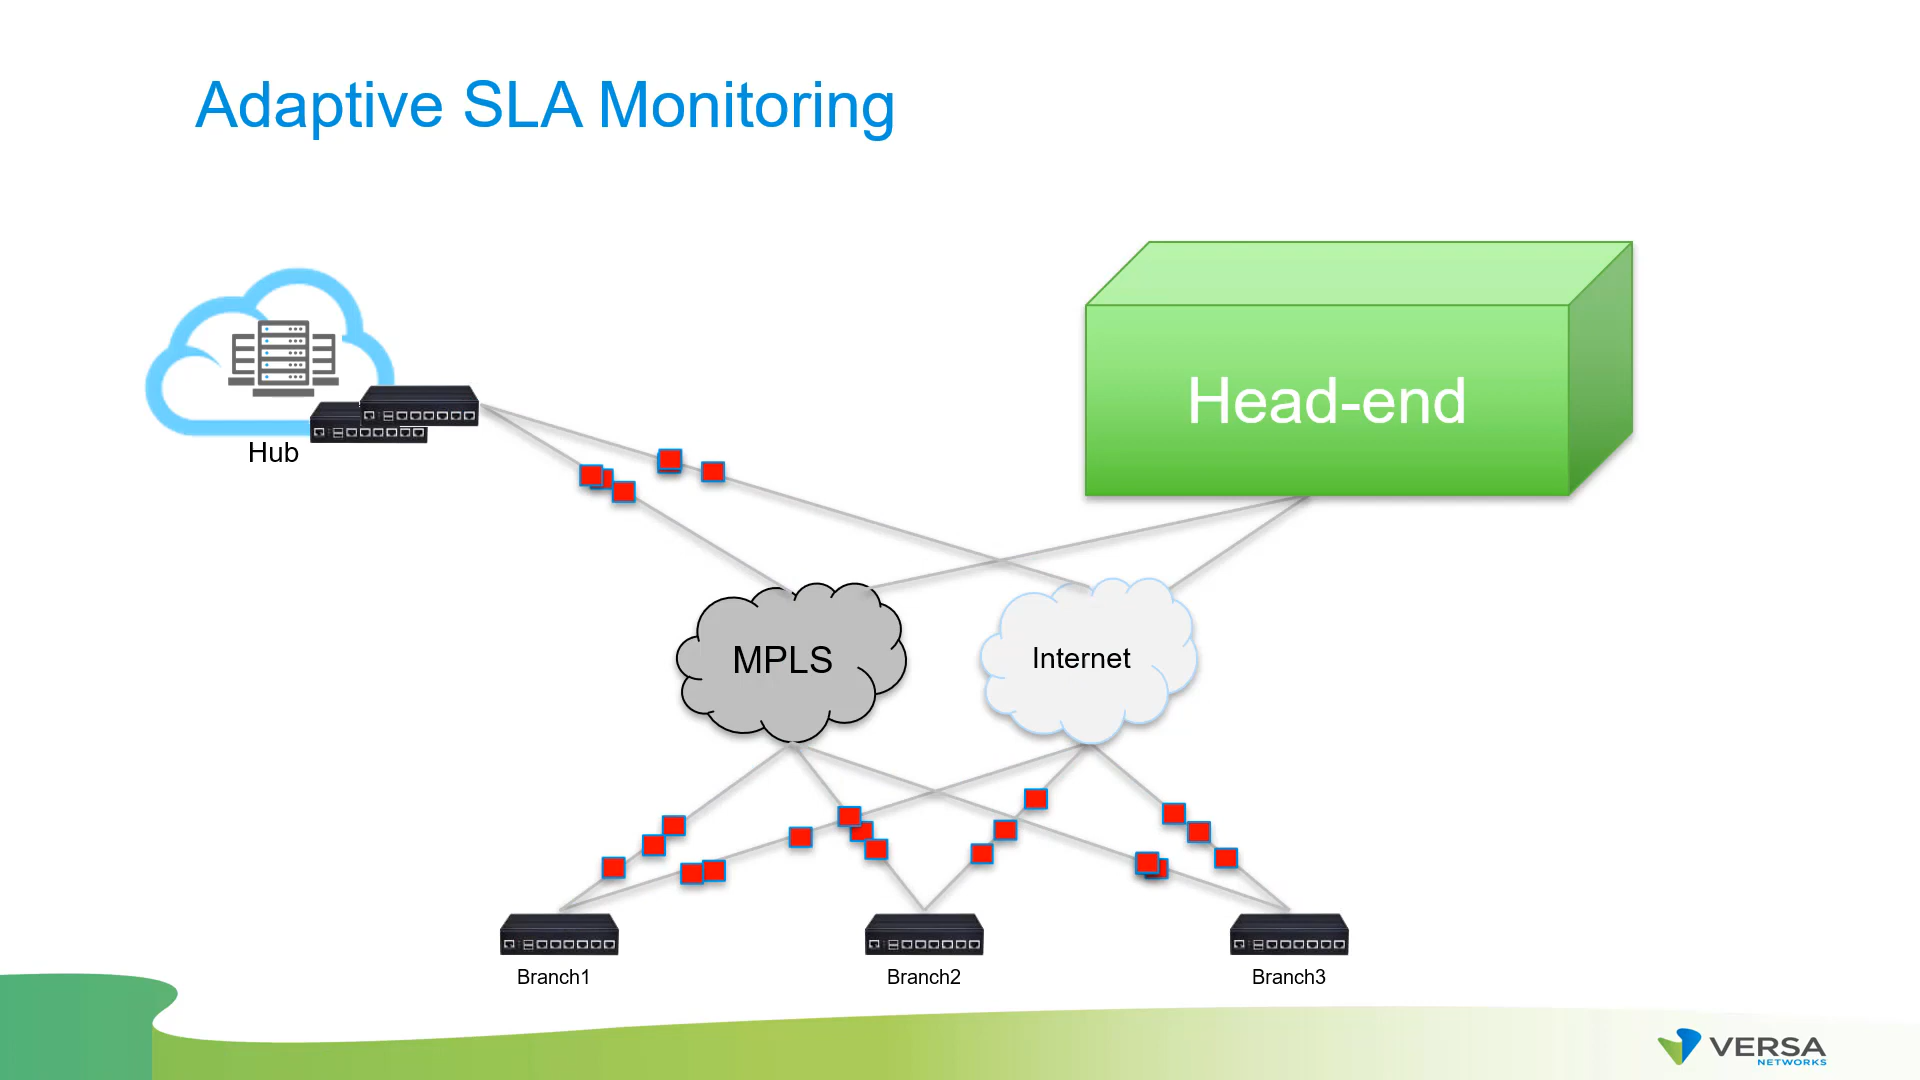 Adaptive SLA Monitoring
Head-end
Hub
MPLS
Internet
Branch1
Branch2
Branch3
VERSA
NETWORKS